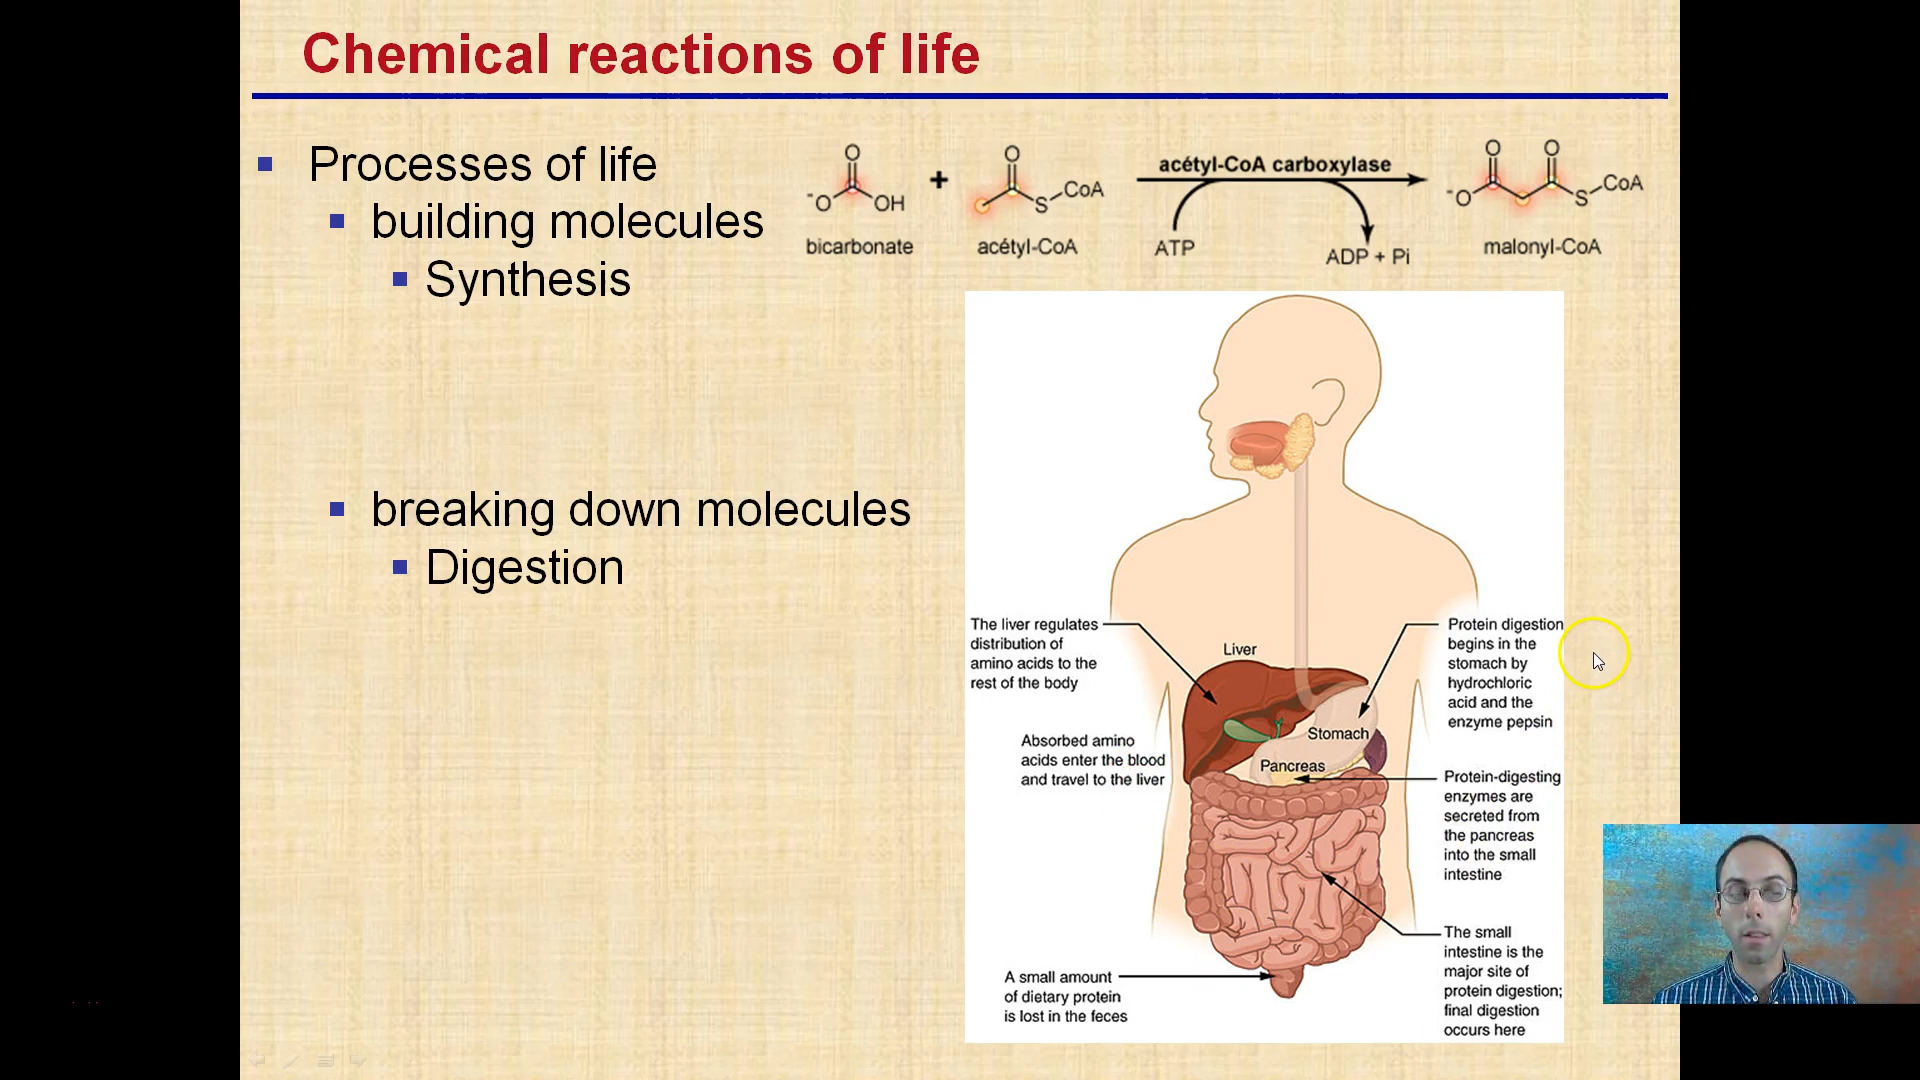 Chemical reactions of life
Processes of life
building molecules
Synthesis
breaking down molecules
Digestion
O
-O
OH
bicarbonate
+
O
S
CoA
acétyl-CoA
acétyl-CoA carboxylase
ATP
ADP + Pi
O
O
-O
S
CoA
malonyl-CoA
The liver regulates
distribution of
amino acids to the
rest of the body
Liver
Protein digestion
begins in the
stomach by
hydrochloric
acid and the
enzyme pepsin
Absorbed amino
acids enter the blood
and travel to the liver
Stomach
Pancreas
Protein-digesting
enzymes are
secreted from
the pancreas
into the small
intestine
The small
intestine is the
major site of
protein digestion;
final digestion
occurs here
A small amount
of dietary protein
is lost in the feces